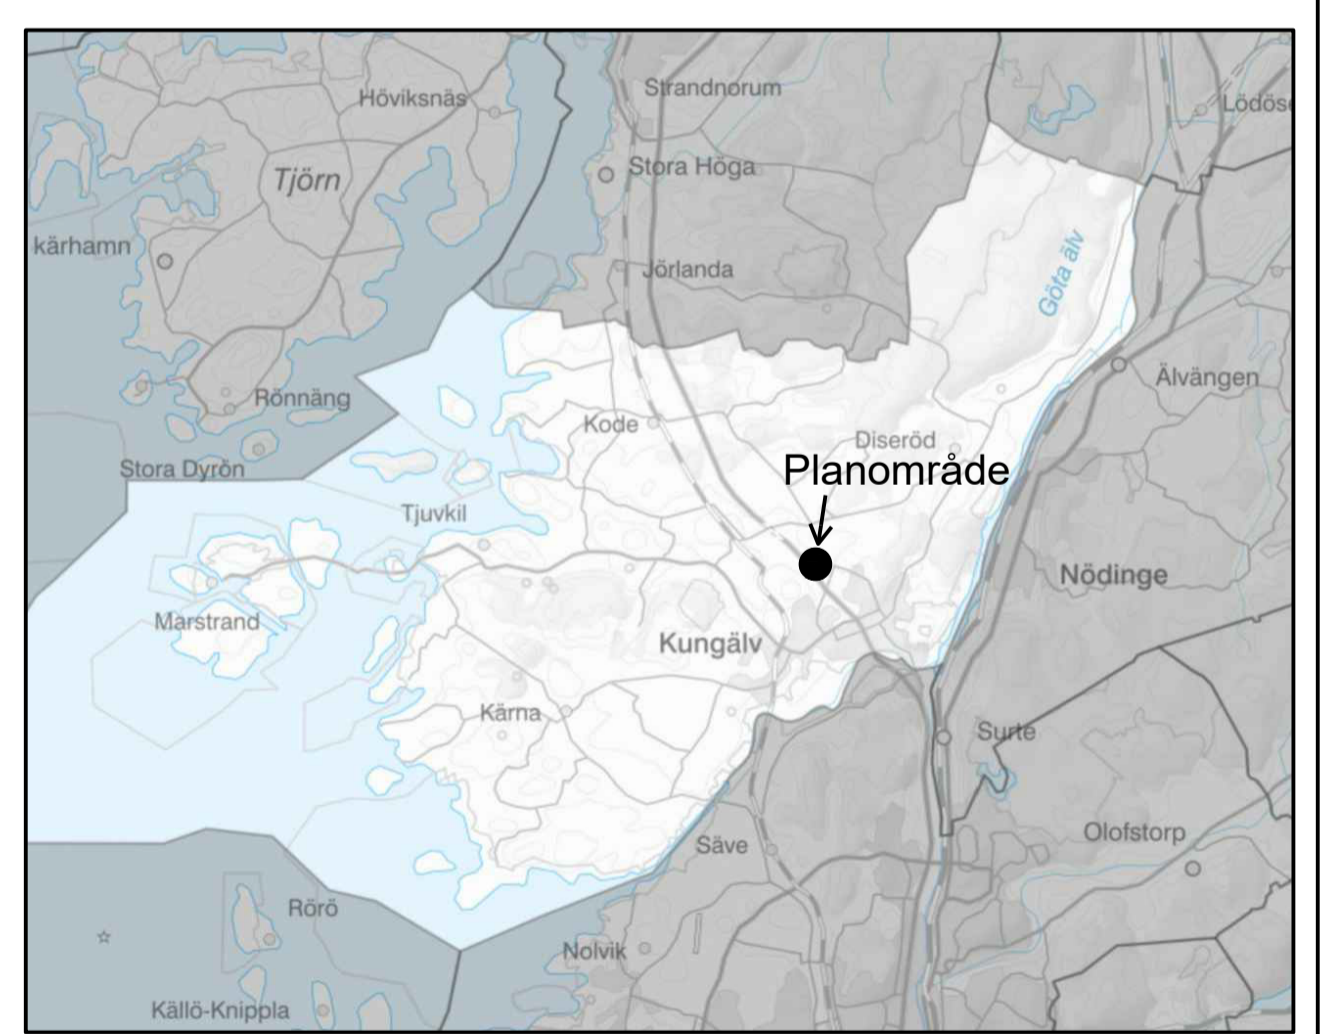 Strandnorum
Höviksnäs
Lödös
Stora Höga
Tjörn
kärhamn
Jörlanda
Göta älv
Älvängen
Rönnäng
Kode
Diseröd
Stora Dyrön
Planområde
Tjuvkil
Nödinge
Marstrand
Kungälv
Kärna
Surte
Olofstorp
Säve
Rörö
Nolvik
Källö-Knippla